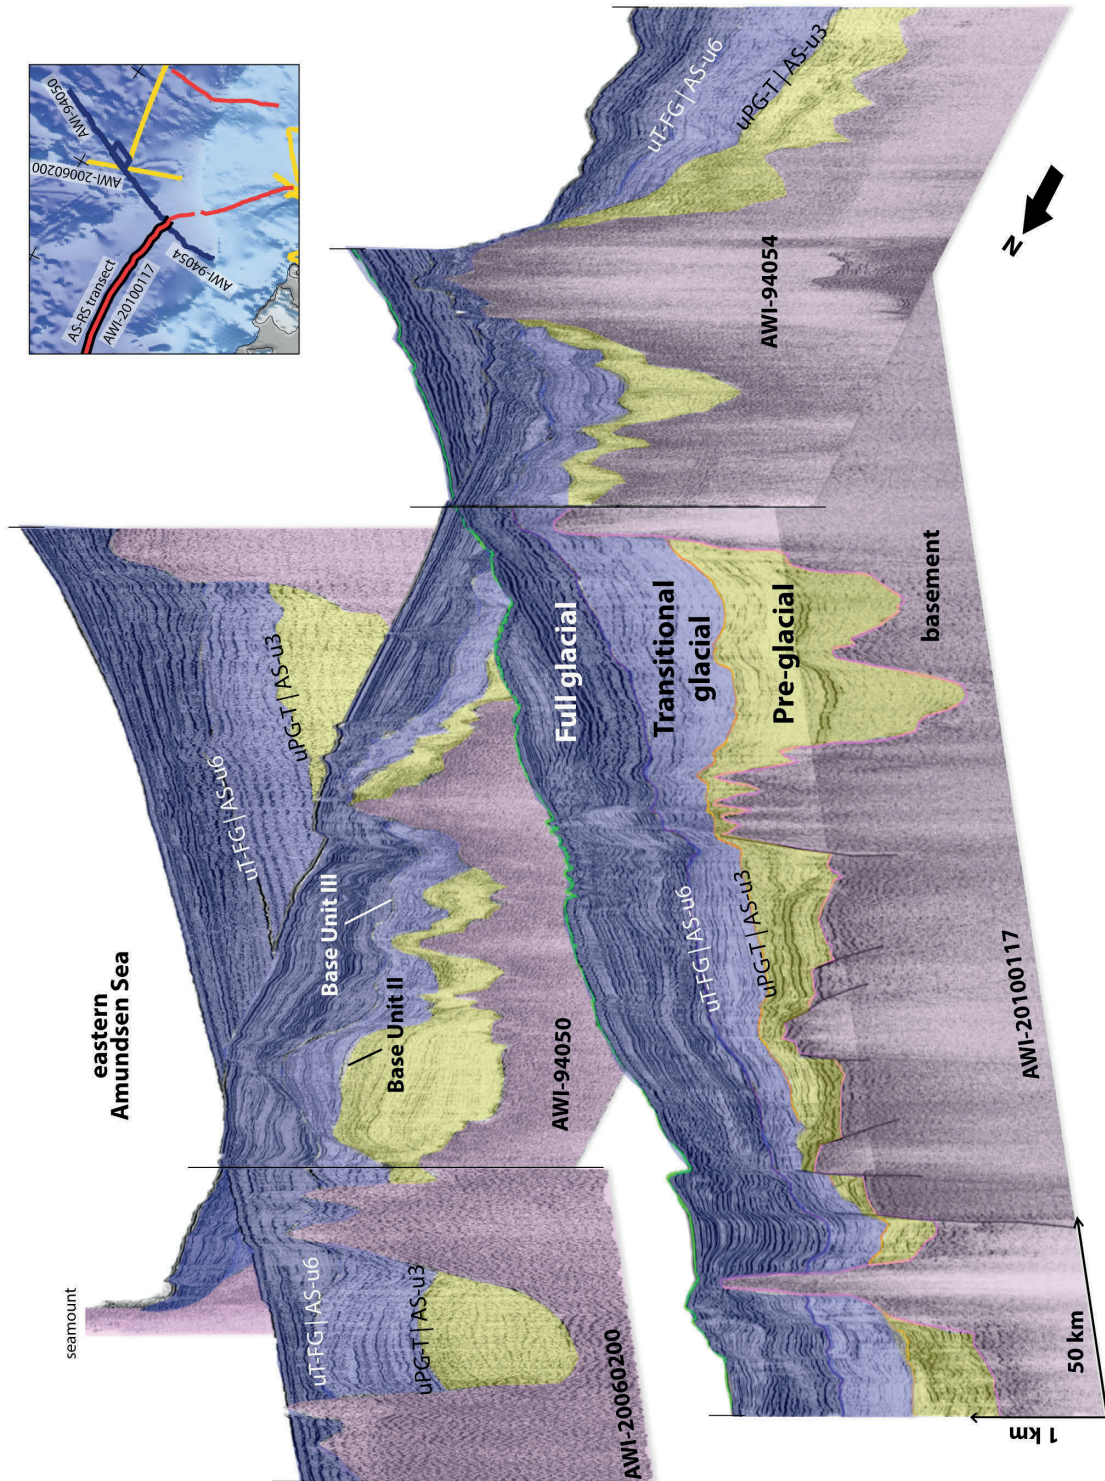 AWI-94050
AWI-20060200
AS-RS transect
AWI-20100117
AWI-94054
uT-FG | AS-u6
uPG-T | AS-u3
N
AWI-94054
eastern
Amundsen Sea
uT-FG | AS-u6
uPG-T | AS-u3
Base Unit III
Base Unit II
AWI-94050
Full glacial
Transitional
glacial
Pre-glacial
basement
uT-FG | AS-u6
uPG-T | AS-u3
AWI-20100117
seamount
uT-FG | AS-u6
uPG-T | AS-u3
AWI-20060200
50 km
1 km